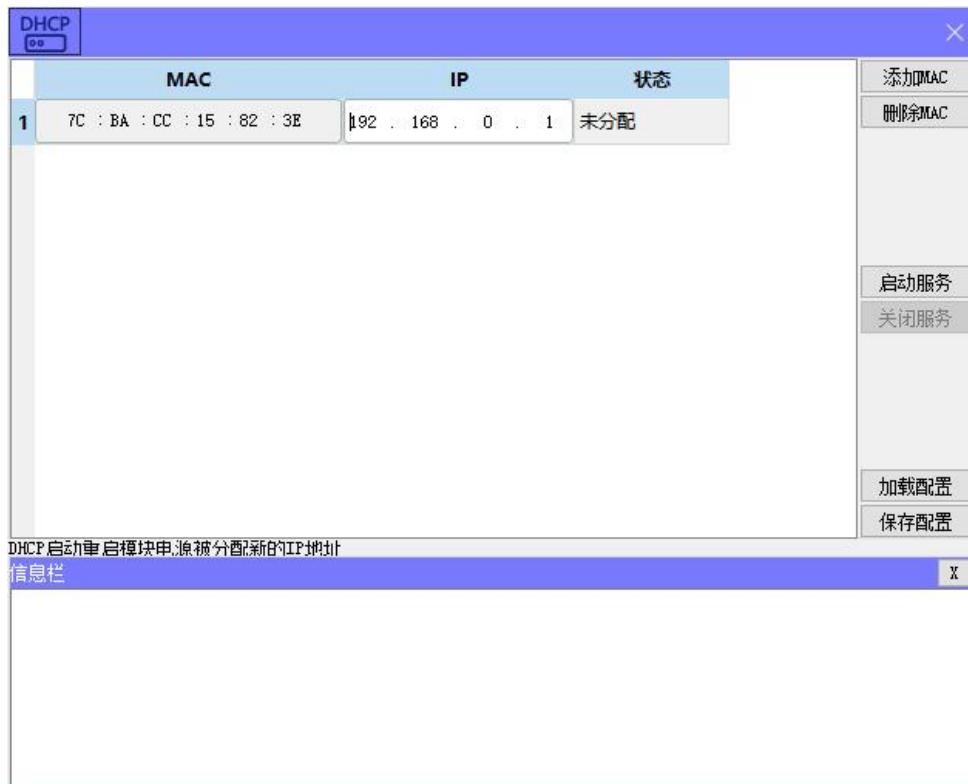 DHCP
MAC IP 状态
1 7C : BA : CC : 15 : 82 : 3E 192 . 168 . 0 . 1 未分配
添加MAC
删除MAC
启动服务
关闭服务
加载配置
保存配置
DHCP启动重启模块电源被分配新的IP地址
信息栏 X